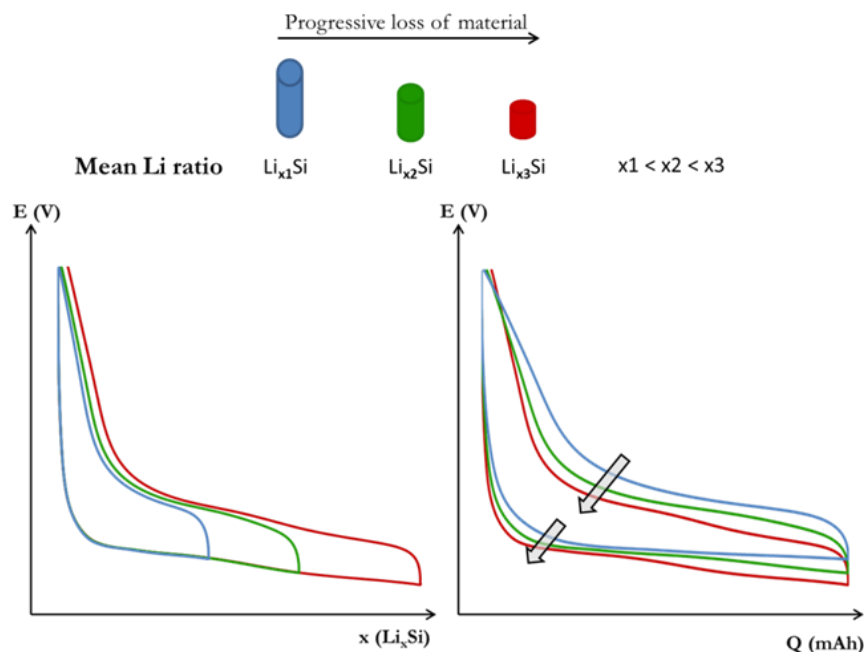 Progressive loss of material
Mean Li ratio Liₓ₁Si Liₓ₂Si Liₓ₃Si x1 < x2 < x3
E (V) E (V)
x (LiₓSi) Q (mAh)